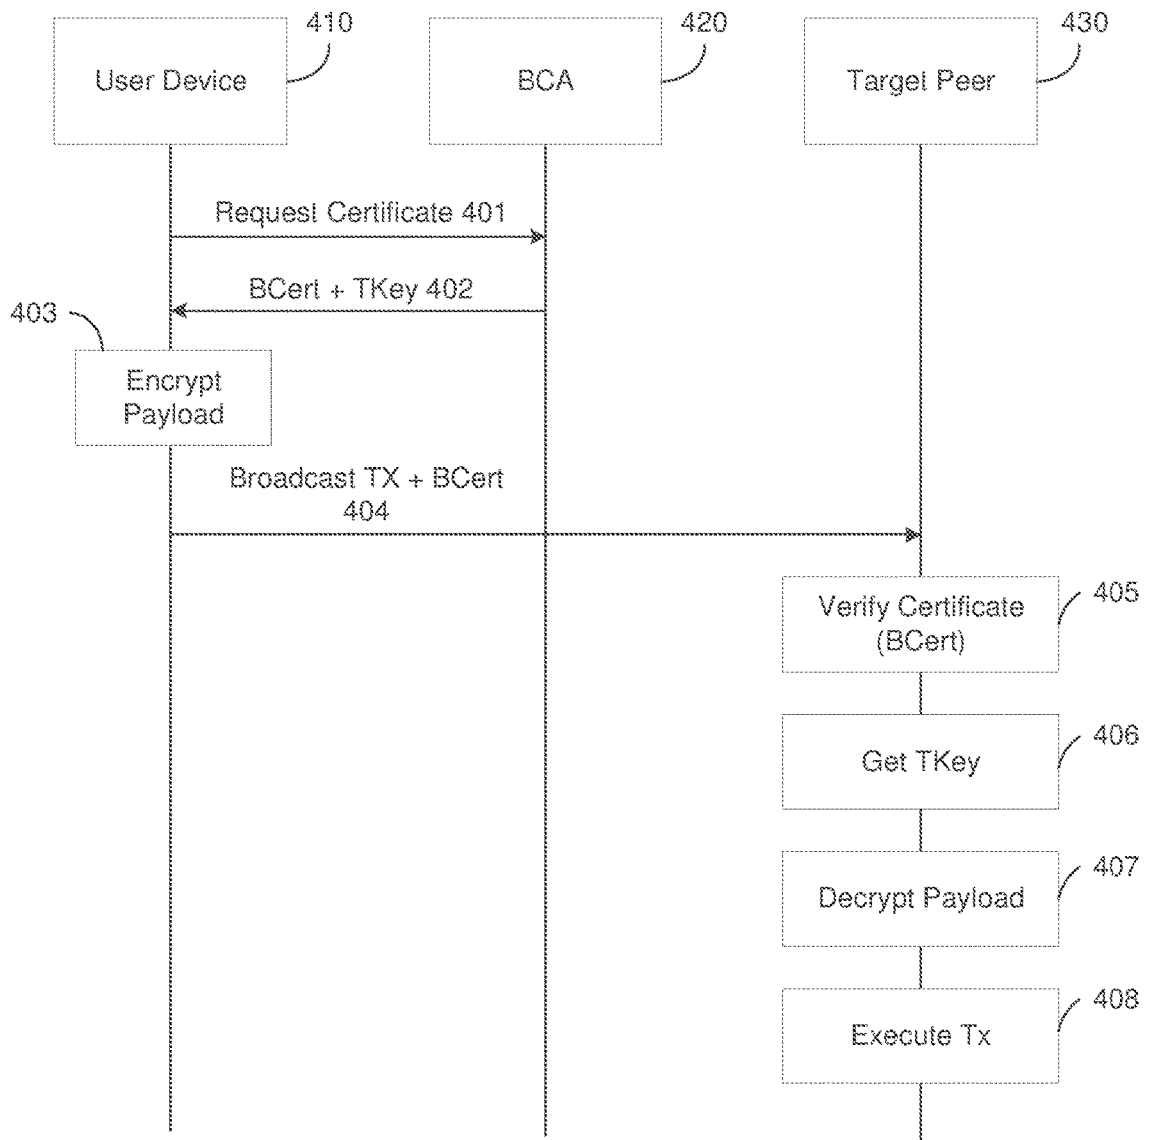 410
420
430
User Device
BCA
Target Peer
Request Certificate 401
BCert + TKey 402
403
Encrypt
Payload
Broadcast TX + BCert
404
405
Verify Certificate
(BCert)
406
Get TKey
407
Decrypt Payload
408
Execute Tx